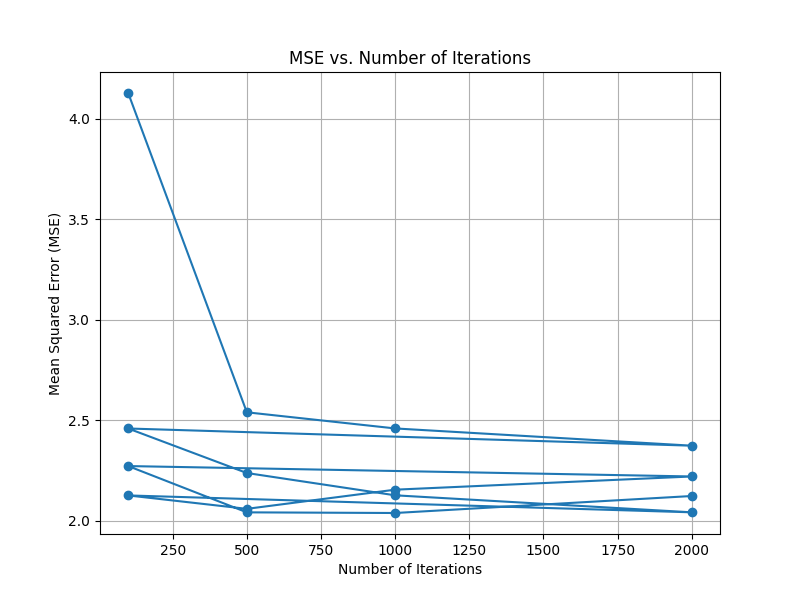 MSE vs. Number of Iterations
Mean Squared Error (MSE)
4.0
3.5
3.0
2.5
2.0
250 500 750 1000 1250 1500 1750 2000
Number of Iterations